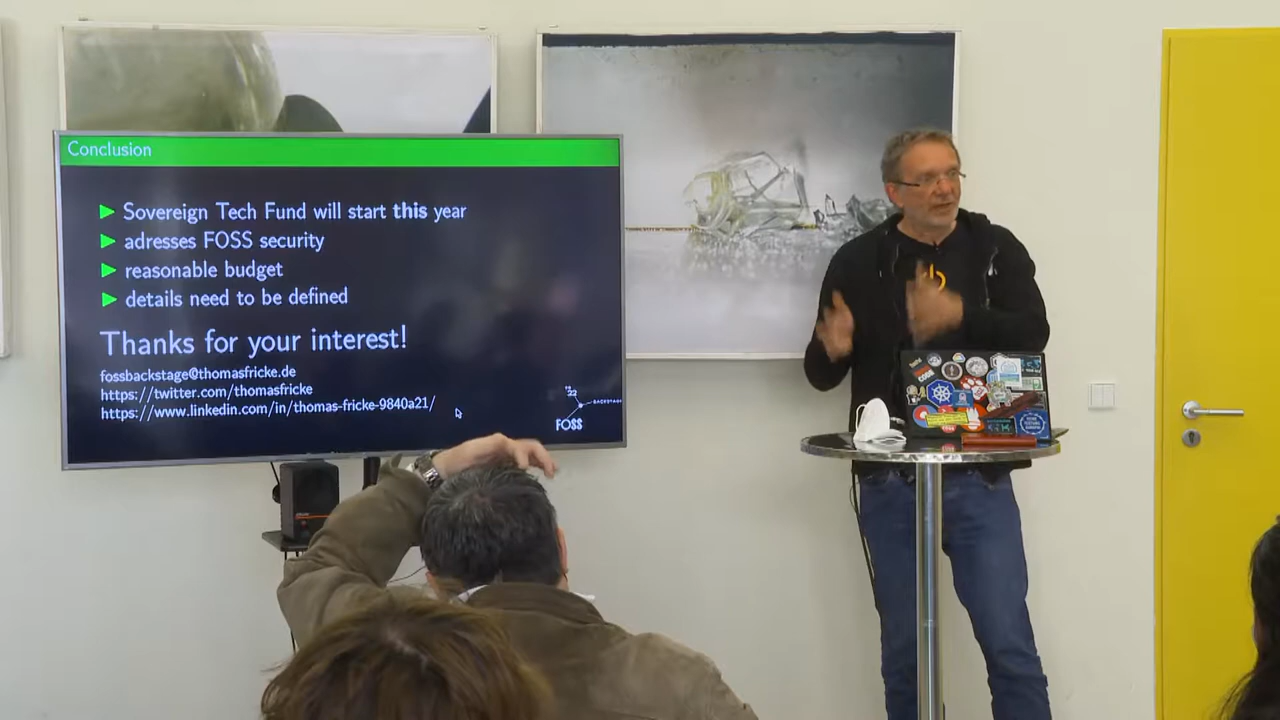 Conclusion
Sovereign Tech Fund will start this year
adresses FOSS security
reasonable budget
details need to be defined
Thanks for your interest!
fossbackstage@thomasfricke.de
https://twitter.com/thomasfricke
https://www.linkedin.com/in/thomas-fricke-9840a21/
'22
BACKSTAGE
FOSS